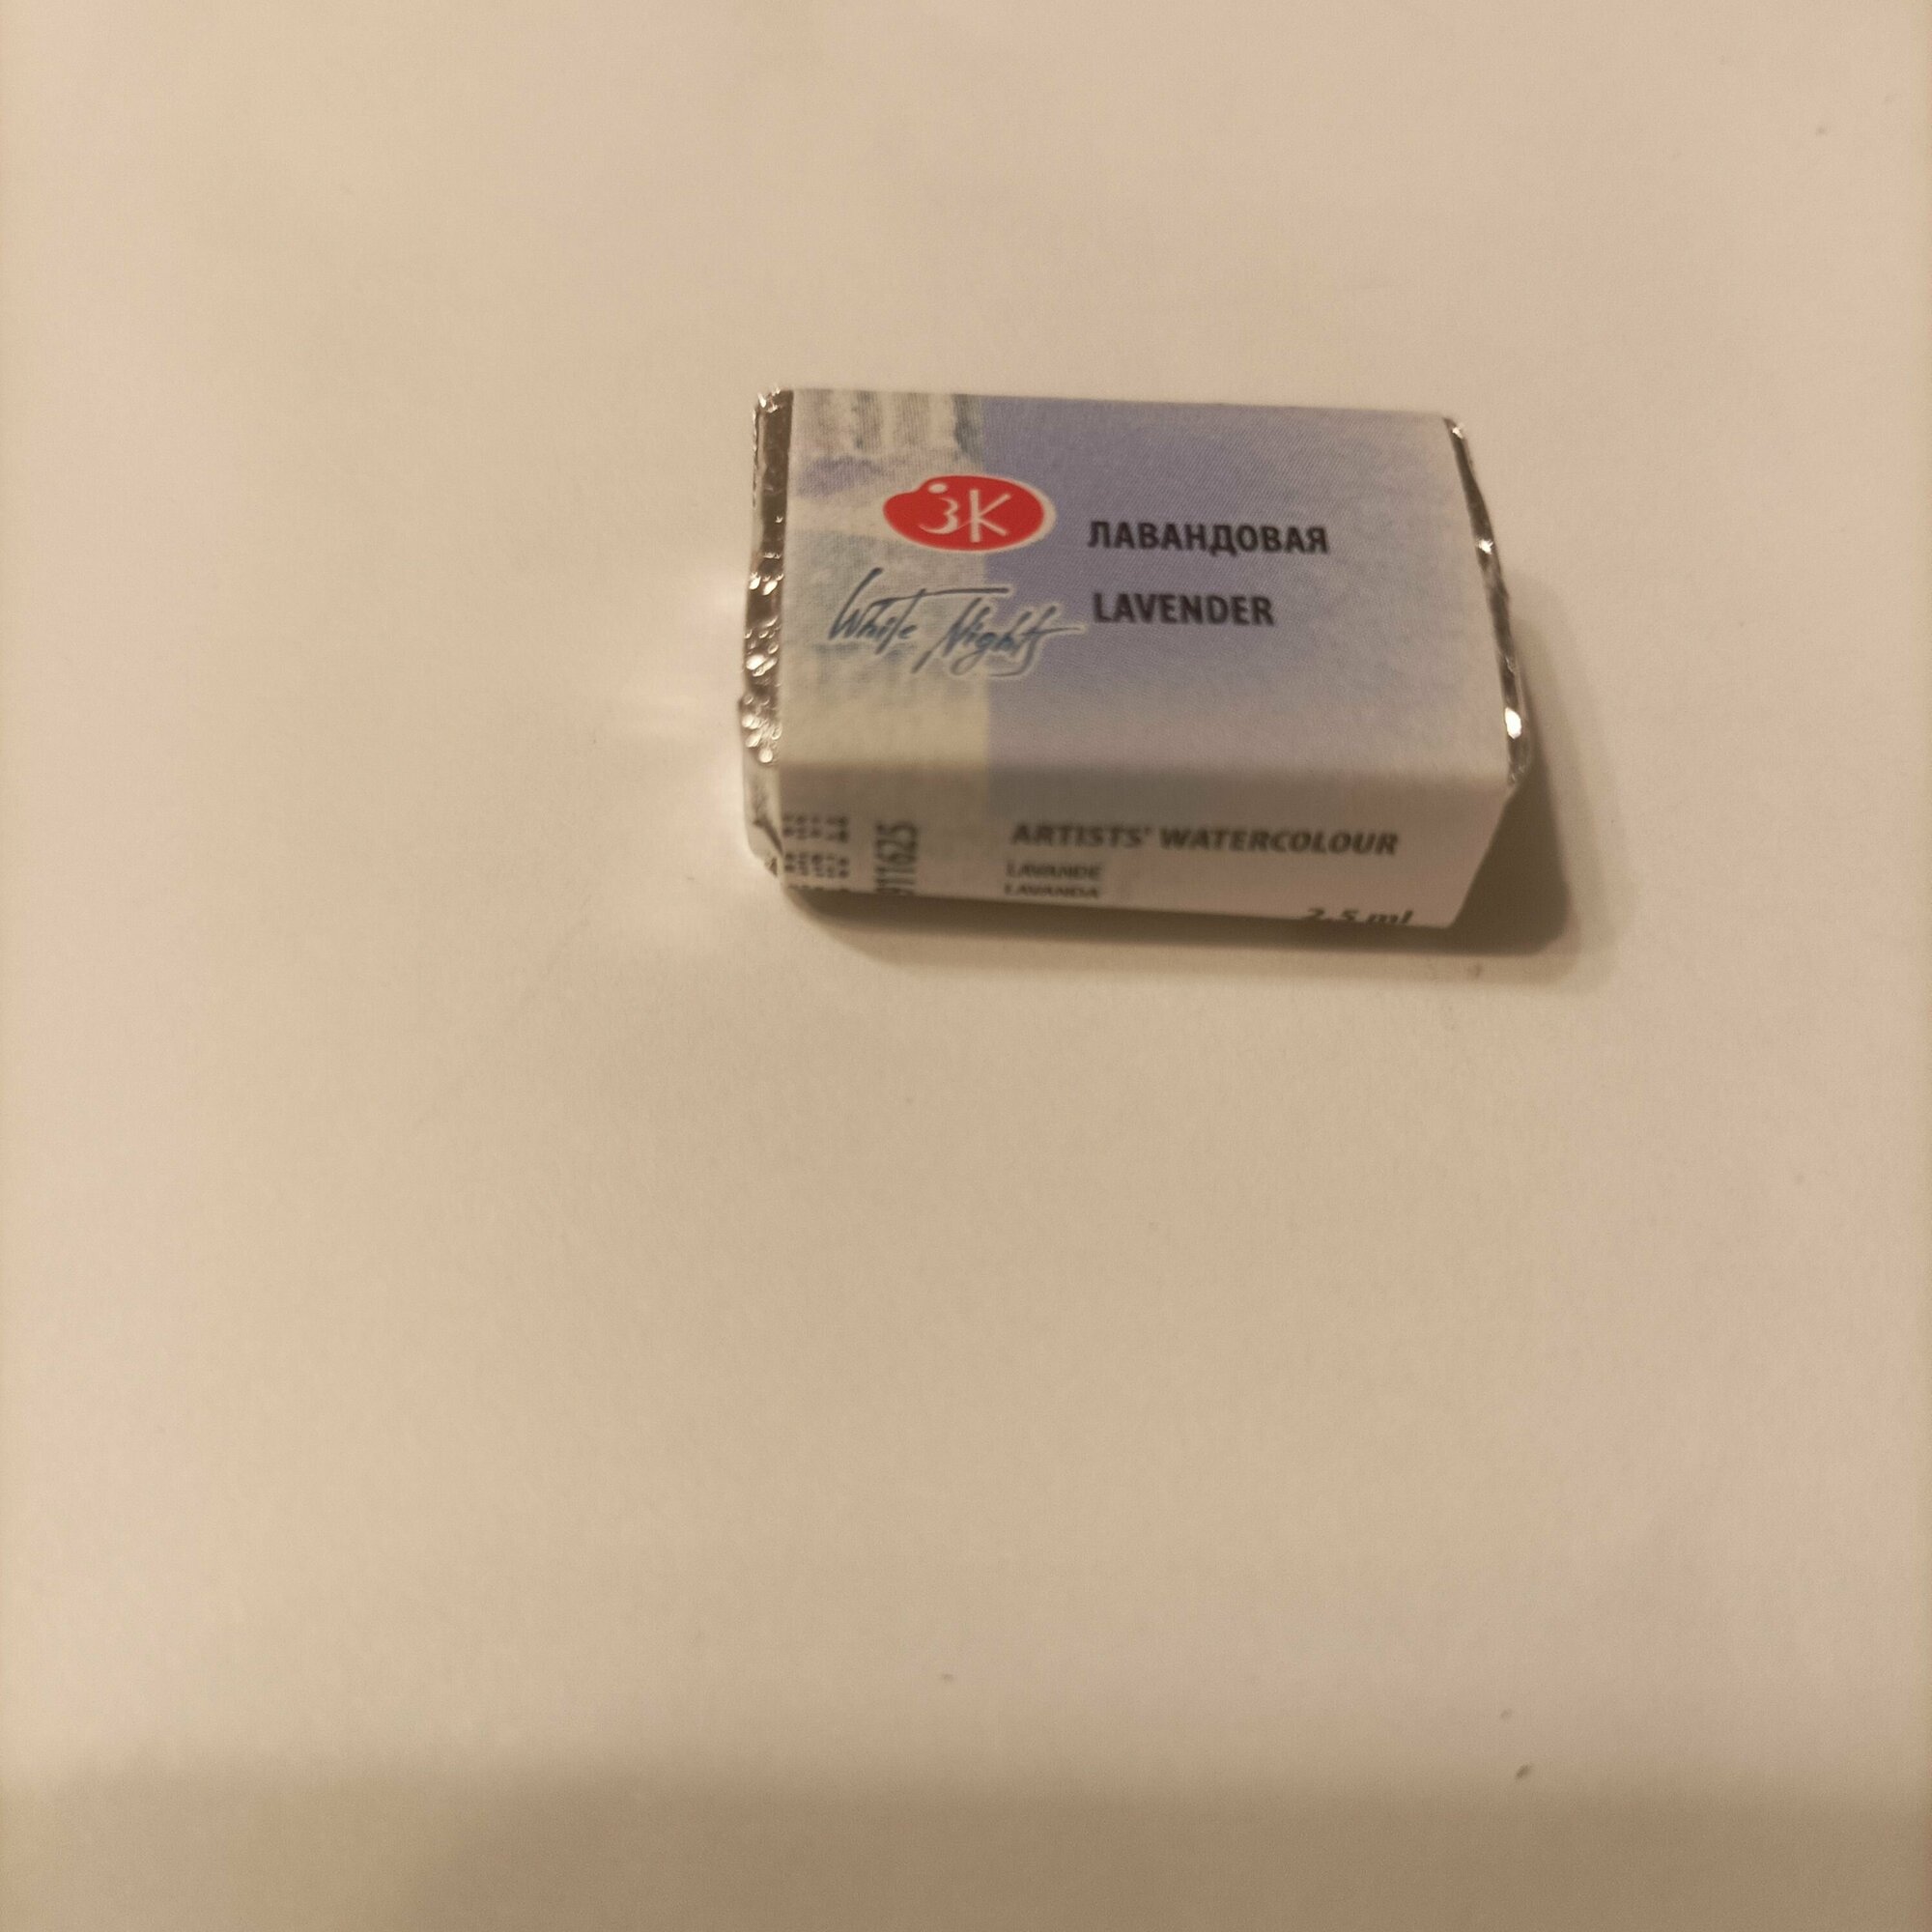 ЗК
ЛАВАНДОВАЯ
White Nights
LAVENDER
ARTISTS' WATERCOLOUR
LAVANDE
LAVANDA
2,5 ml